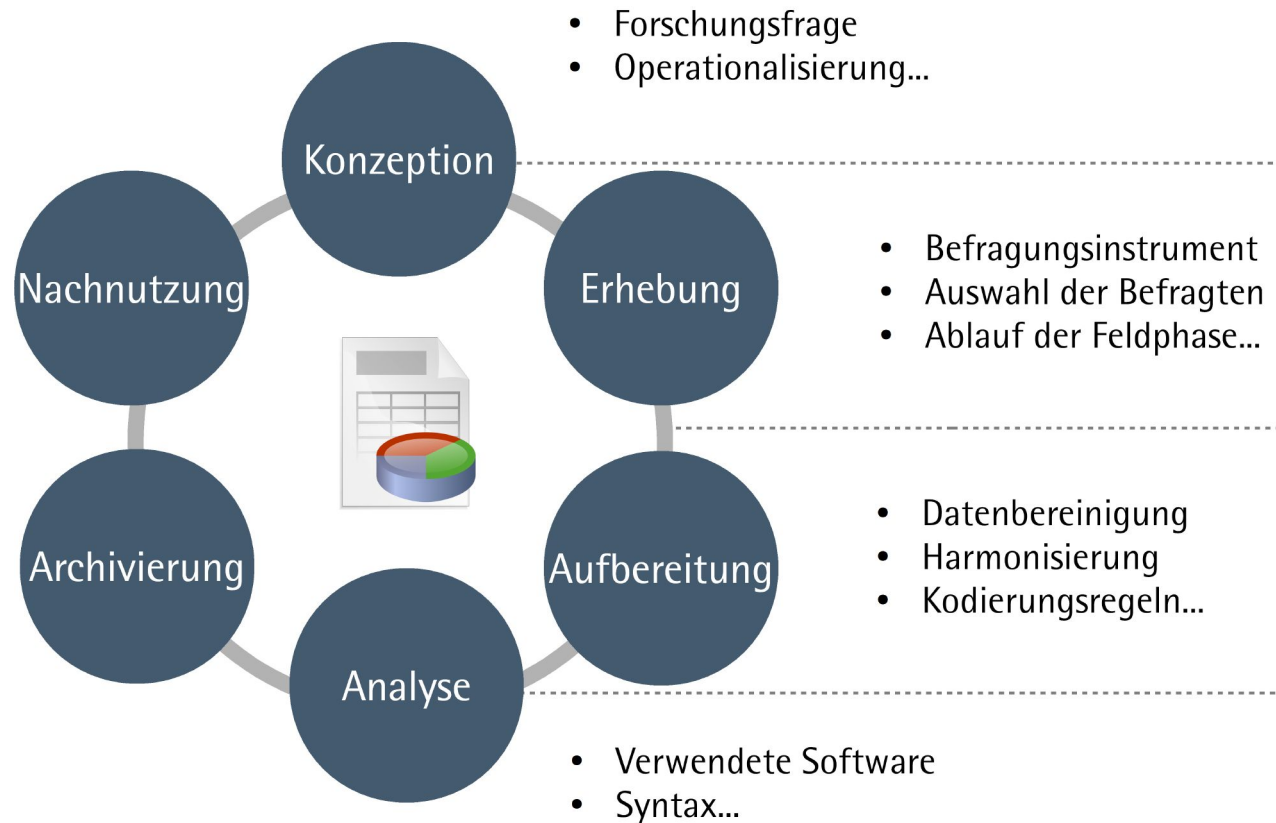 • Forschungsfrage
• Operationalisierung...
Konzeption
Nachnutzung
Erhebung
• Befragungsinstrument
• Auswahl der Befragten
• Ablauf der Feldphase...
Archivierung
Aufbereitung
• Datenbereinigung
• Harmonisierung
• Kodierungsregeln...
Analyse
• Verwendete Software
• Syntax...